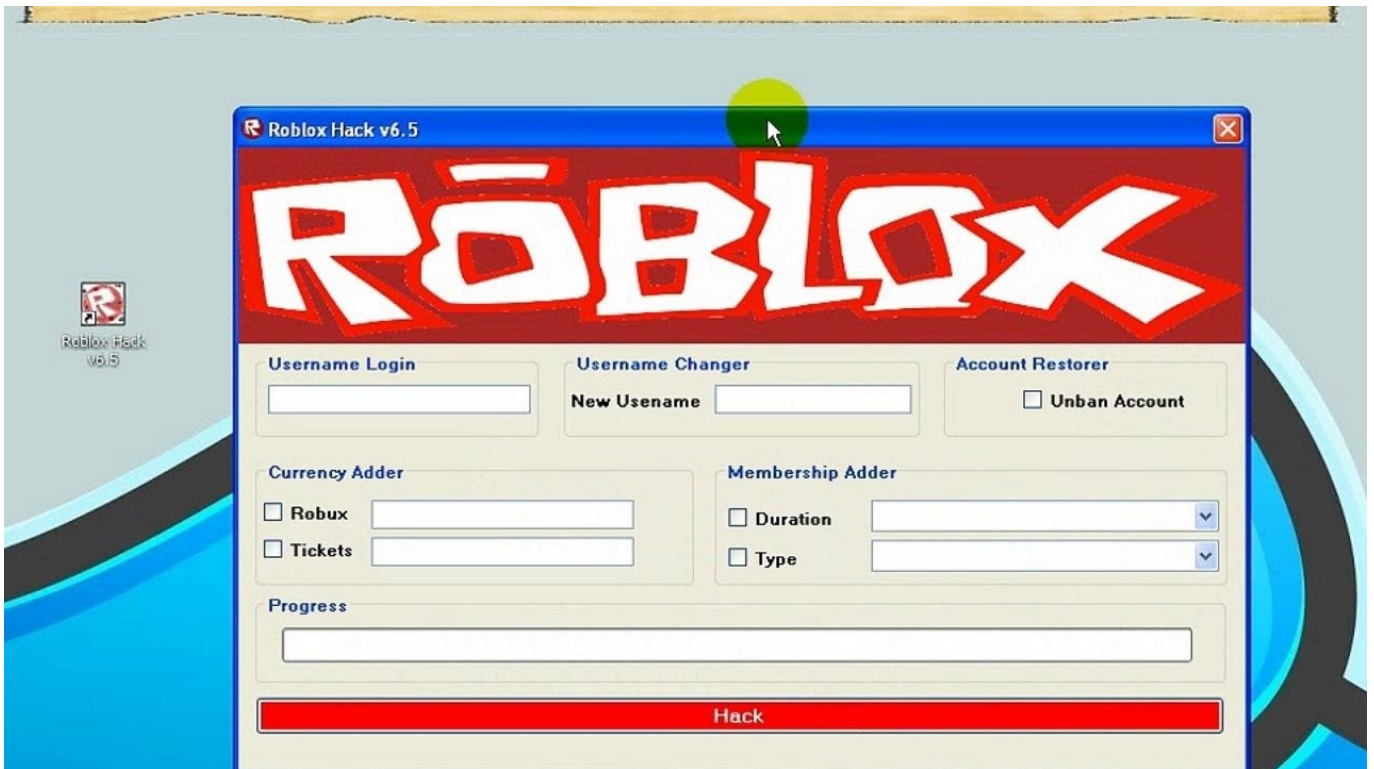 Roblox Hack v6.5
RōBLOX
Roblox Hack
v6.5
Username Login
Username Changer
Account Restorer
New Usename
Unban Account
Currency Adder
Membership Adder
Robux
Duration
Tickets
Type
Progress
Hack